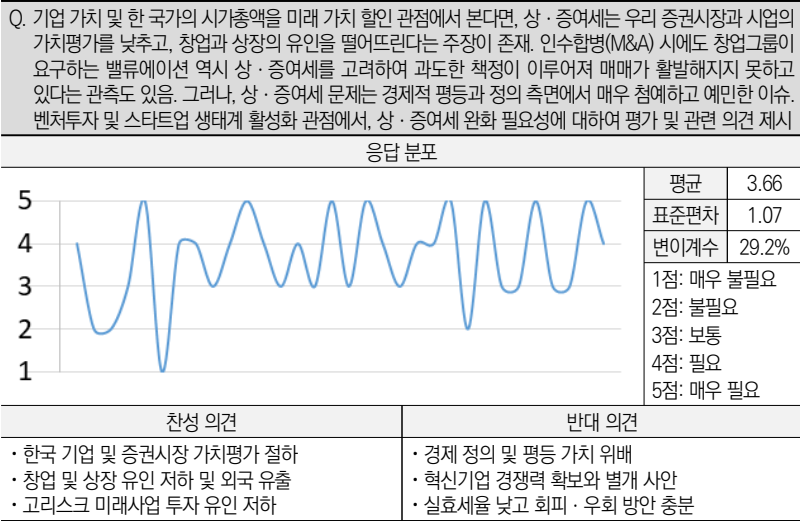 Q. 기업 가치 및 한 국가의 시가총액을 미래 가치 할인 관점에서 본다면, 상·증여세는 우리 증권시장과 시업의
가치평가를 낮추고, 창업과 상장의 유인을 떨어뜨린다는 주장이 존재. 인수합병(M&A) 시에도 창업그룹이
요구하는 밸류에이션 역시 상·증여세를 고려하여 과도한 책정이 이루어져 매매가 활발해지지 못하고
있다는 관측도 있음. 그러나, 상·증여세 문제는 경제적 평등과 정의 측면에서 매우 첨예하고 예민한 이슈.
벤처투자 및 스타트업 생태계 활성화 관점에서, 상·증여세 완화 필요성에 대하여 평가 및 관련 의견 제시
응답 분포
5
4
3
2
1
평균 3.66
표준편차 1.07
변이계수 29.2%
1점: 매우 불필요
2점: 불필요
3점: 보통
4점: 필요
5점: 매우 필요
찬성 의견
· 한국 기업 및 증권시장 가치평가 절하
· 창업 및 상장 유인 저하 및 외국 유출
· 고리스크 미래사업 투자 유인 저하
반대 의견
· 경제 정의 및 평등 가치 위배
· 혁신기업 경쟁력 확보와 별개 사안
· 실효세율 낮고 회피·우회 방안 충분